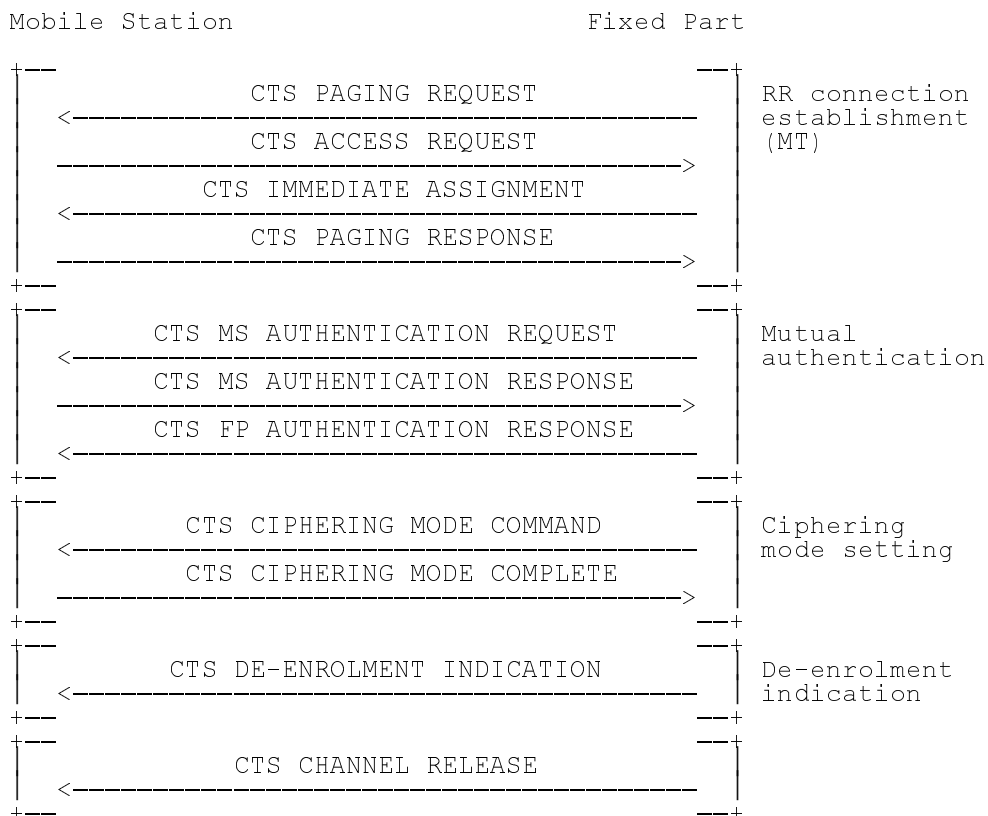 Mobile Station Fixed Part
CTS PAGING REQUEST RR connection
establishment
CTS ACCESS REQUEST (MT)
CTS IMMEDIATE ASSIGNMENT
CTS PAGING RESPONSE
CTS MS AUTHENTICATION REQUEST Mutual
authentication
CTS MS AUTHENTICATION RESPONSE
CTS FP AUTHENTICATION RESPONSE
CTS CIPHERING MODE COMMAND Ciphering
mode setting
CTS CIPHERING MODE COMPLETE
CTS DE-ENROLMENT INDICATION De-enrolment
indication
CTS CHANNEL RELEASE